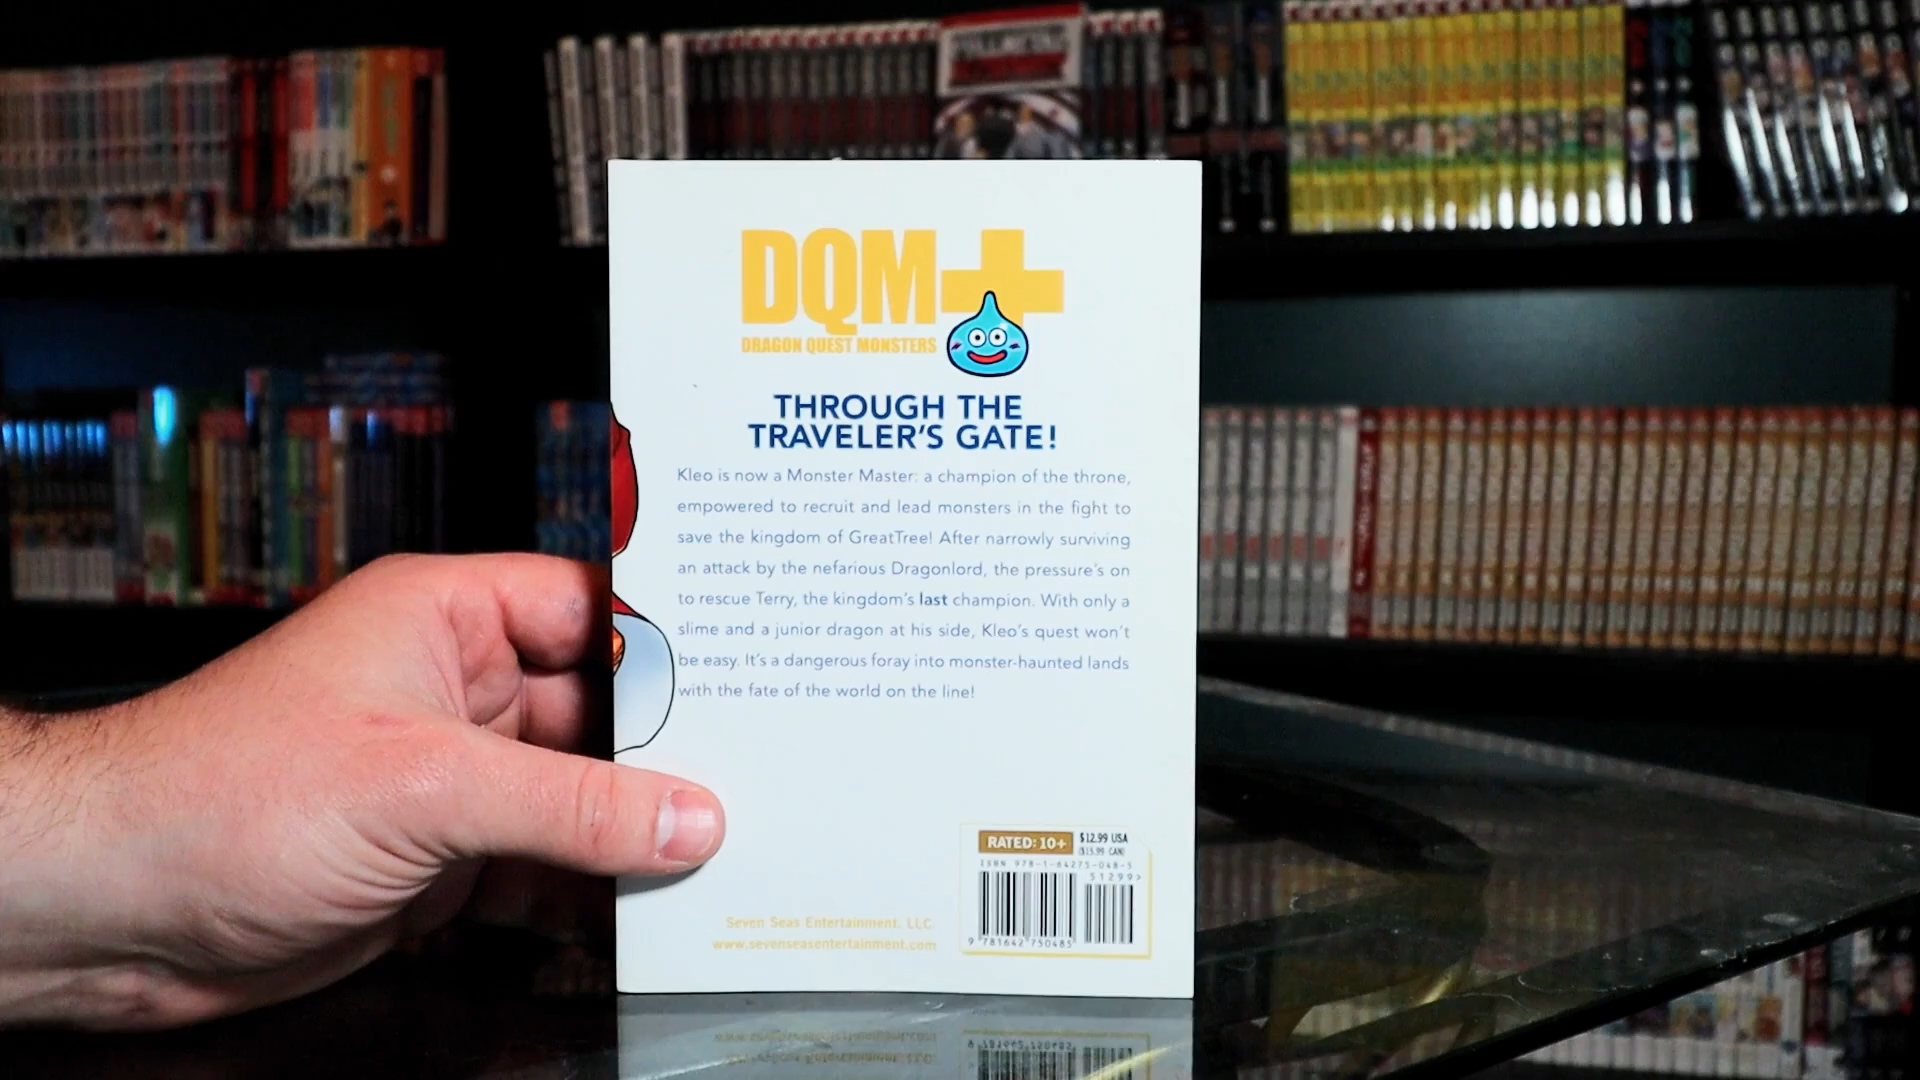 DQM+
DRAGON QUEST MONSTERS
THROUGH THE
TRAVELER'S GATE!
Kleo is now a Monster Master: a champion of the throne,
empowered to recruit and lead monsters in the fight to
save the kingdom of GreatTree! After narrowly surviving
an attack by the nefarious Dragonlord, the pressure's on
to rescue Terry, the kingdom's last champion. With only a
slime and a junior dragon at his side, Kleo's quest won't
be easy. It's a dangerous foray into monster-haunted lands
with the fate of the world on the line!
RATED: 10+
$12.99 USA
($15.99 CAN)
ISBN 978-1-64275-048-5
51299>
9 781642 750485
Seven Seas Entertainment, LLC.
www.sevenseasentertainment.com